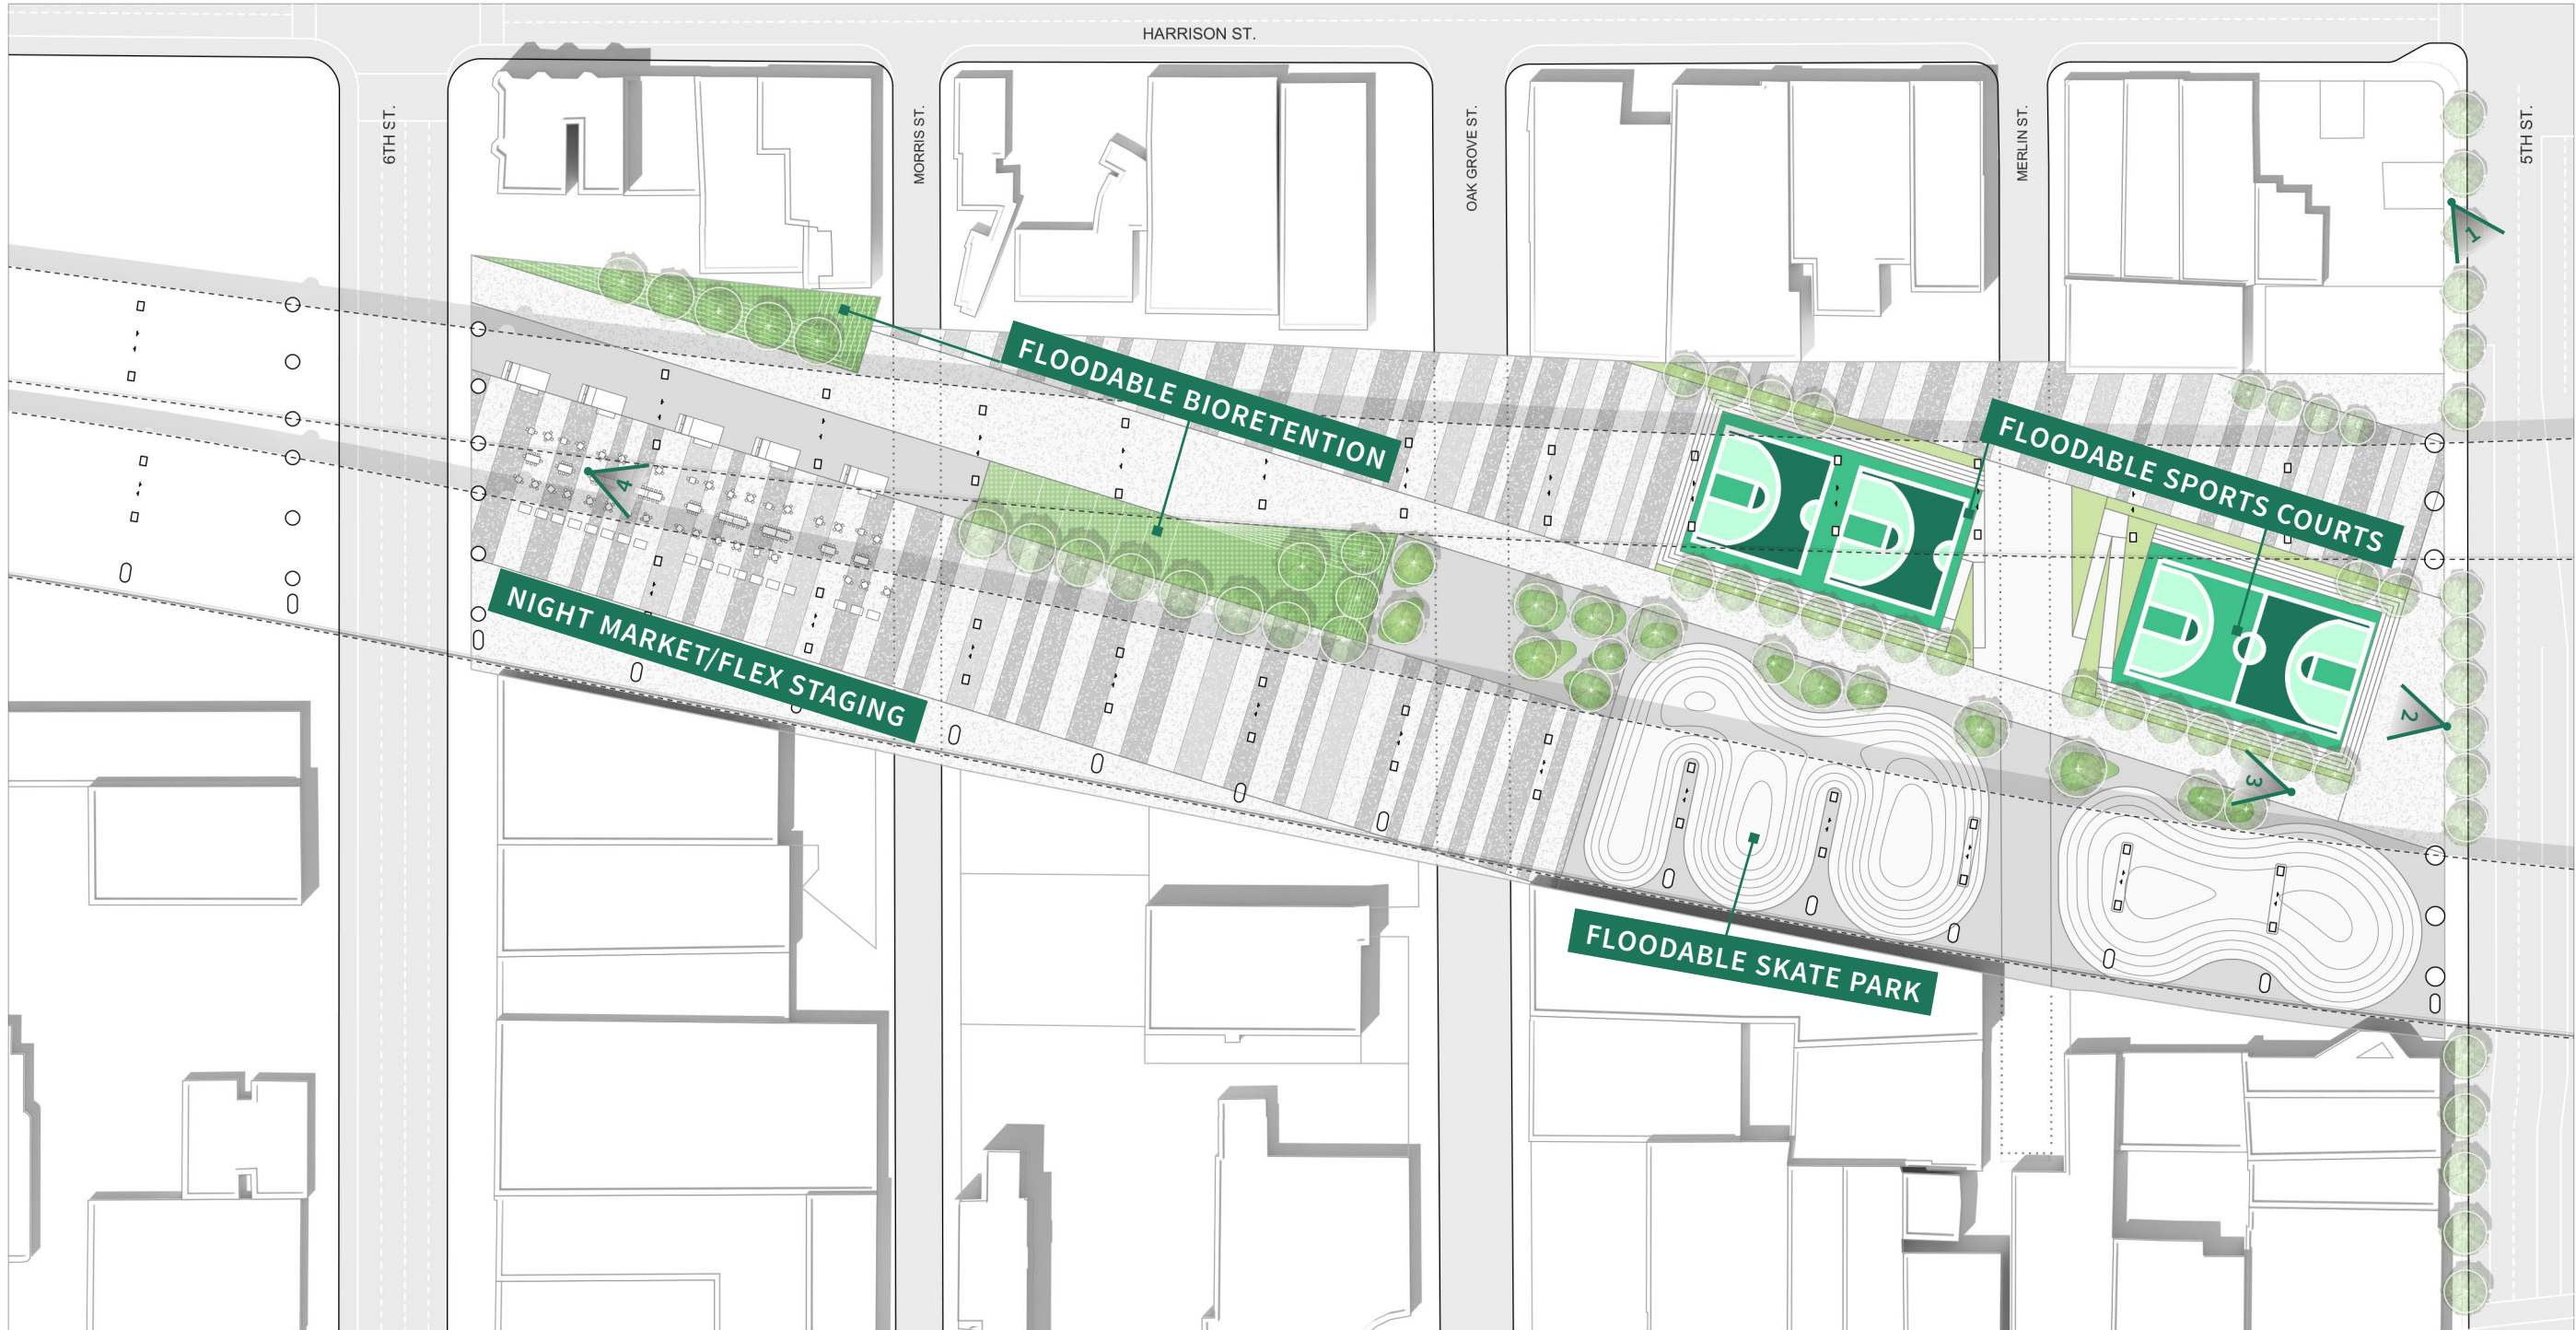 HARRISON ST.
6TH ST.
MORRIS ST.
OAK GROVE ST.
MERLIN ST.
5TH ST.
1
FLOODABLE BIORETENTION
FLOODABLE SPORTS COURTS
4
NIGHT MARKET/FLEX STAGING
2
3
FLOODABLE SKATE PARK